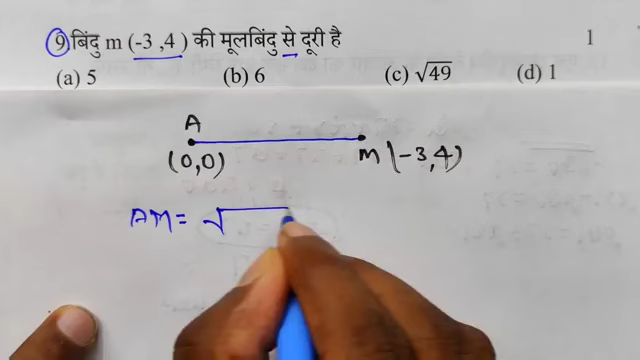 9) बिंदु m (-3 ,4 ) की मूलबिंदु से दूरी है 1
(a) 5 (b) 6 (c) √49 (d) 1
A
(0,0) M (-3,4)
AM = √